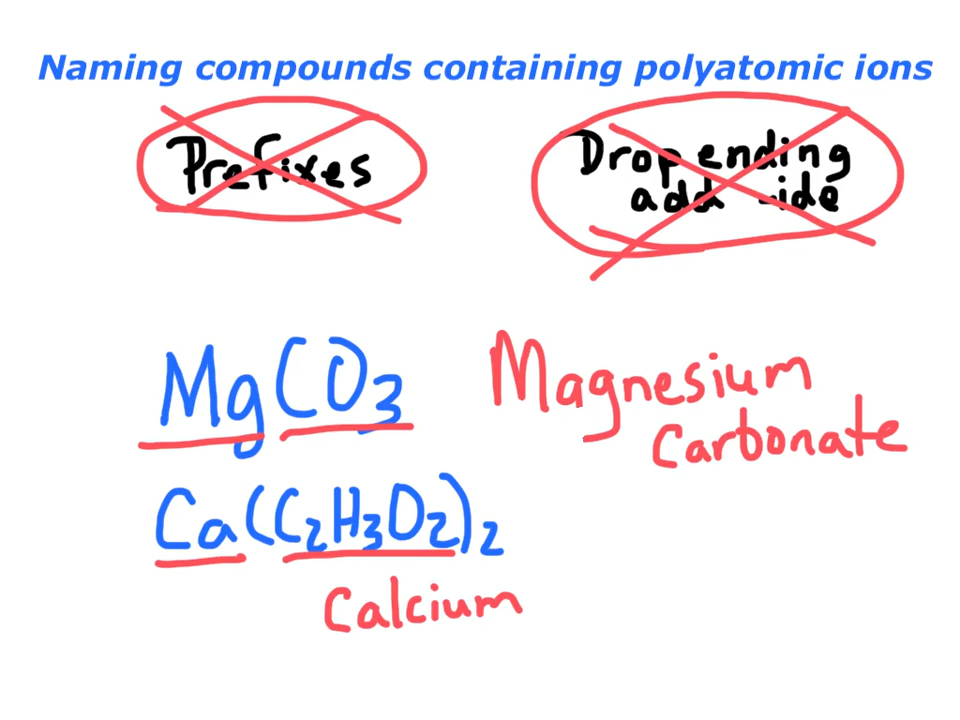 Naming compounds containing polyatomic ions
Prefixes
Drop ending
add -ide
MgCO3
Magnesium
Carbonate
Ca(C2H3O2)2
Calcium